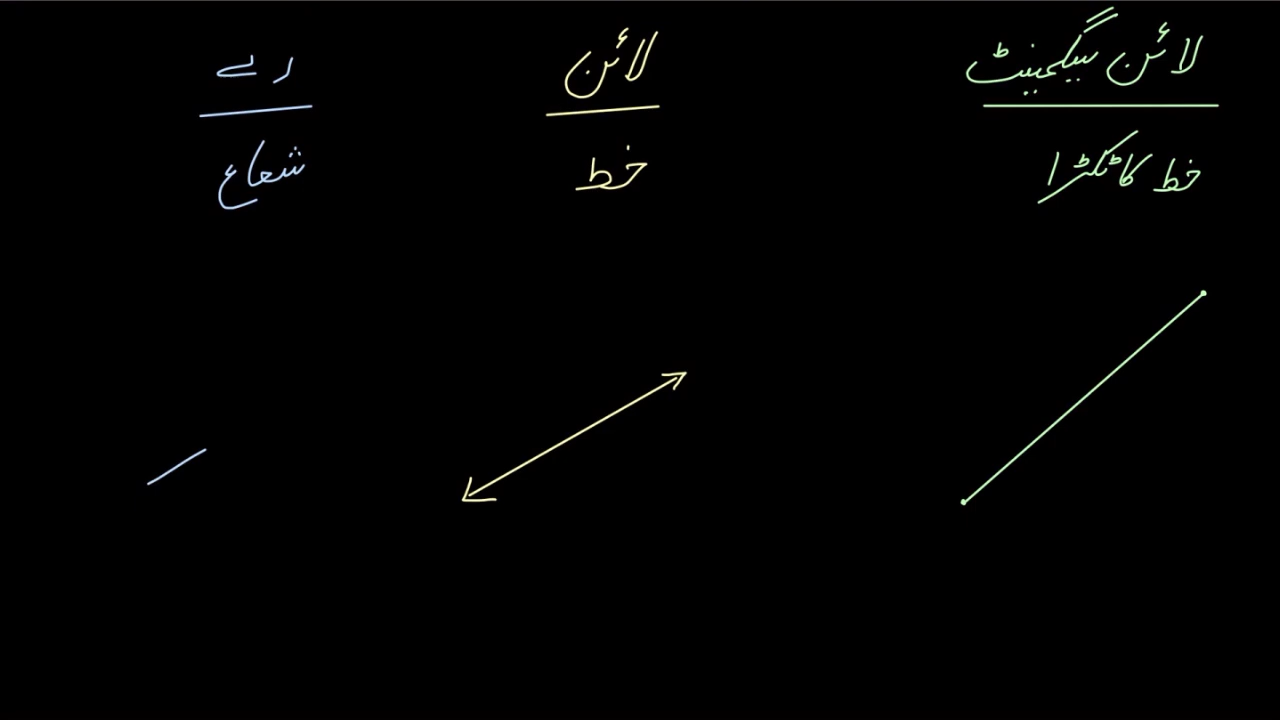 لائن سیگمینٹ
خط کا ٹکڑا
لائن
خط
رے
شعاع